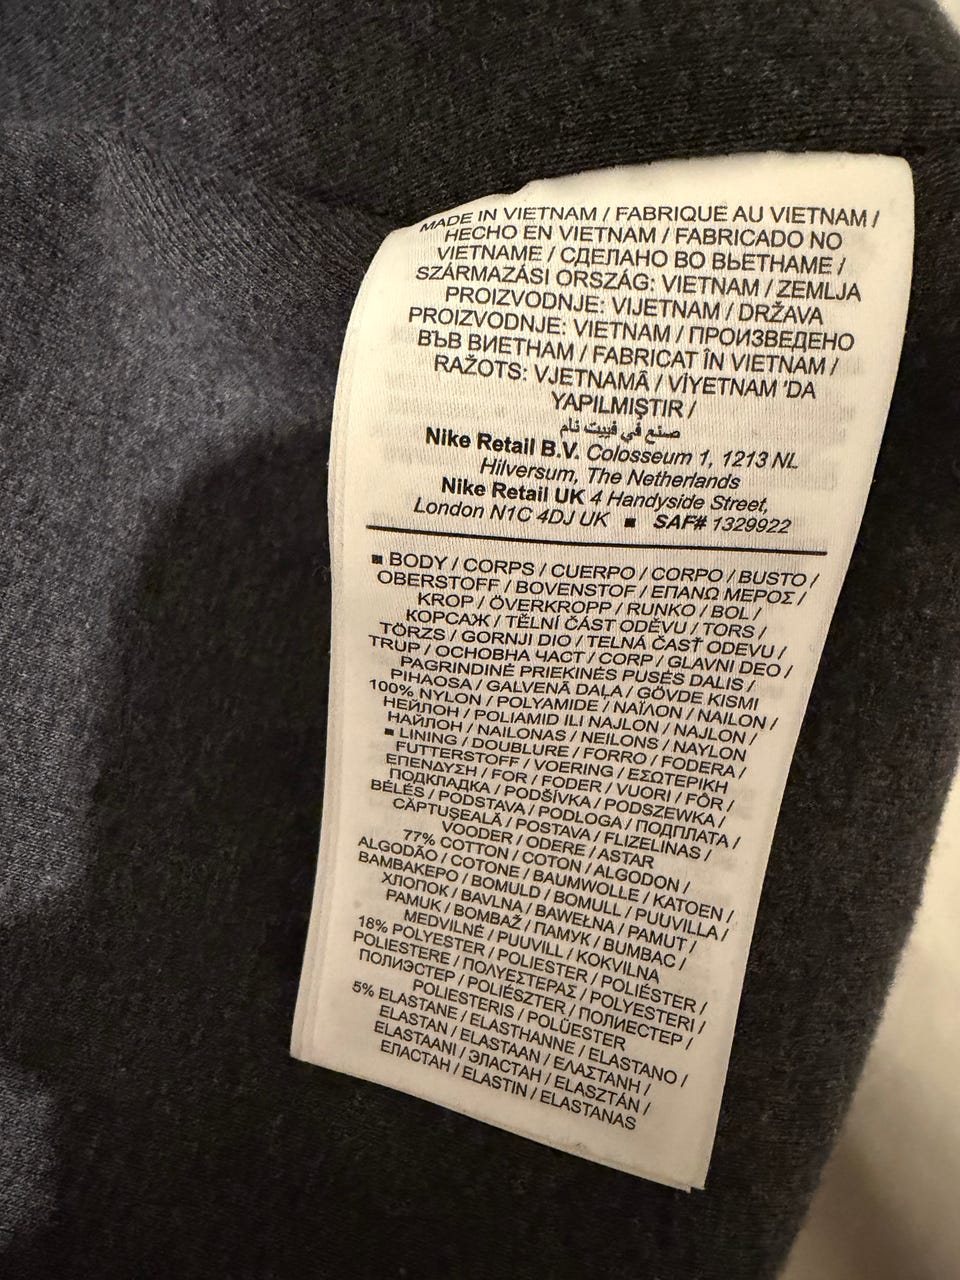 MADE IN VIETNAM / FABRIQUE AU VIETNAM /
HECHO EN VIETNAM / FABRICADO NO
VIETNAME / СДЕЛАНО ВО ВЬЕТНАМЕ /
SZÁRMAZÁSI ORSZÁG: VIETNAM / ZEMLJA
PROIZVODNJE: VIJETNAM / DRŽAVA
PROIZVODNJE: VIETNAM / ПРОИЗВЕДЕНО
ВЪВ ВИЕТНАМ / FABRICAT ÎN VIETNAM /
RAŽOTS: VJETNAMĀ / VİYETNAM 'DA
YAPILMIŞTIR /
صنع في فييت نام
Nike Retail B.V. Colosseum 1, 1213 NL
Hilversum, The Netherlands
Nike Retail UK 4 Handyside Street,
London N1C 4DJ UK ■ SAF# 1329922
■ BODY / CORPS / CUERPO / CORPO / BUSTO /
OBERSTOFF / BOVENSTOF / ΕΠΑΝΩ ΜΕΡΟΣ /
KROP / ÖVERKROPP / RUNKO / BOL /
КОРСАЖ / TĚLNÍ ČÁST ODĚVU / TORS /
TÖRZS / GORNJI DIO / TELNÁ ČASŤ ODEVU /
TRUP / ОСНОВНА ЧАСТ / CORP / GLAVNI DEO /
PAGRINDINĖ PRIEKINĖS PUSĖS DALIS /
PIHAOSA / GALVENĀ DAĻA / GÖVDE KISMI
100% NYLON / POLYAMIDE / ΝΑΪΛΟΝ / NAILON /
НЕЙЛОН / POLIAMID ILI NAJLON / NAJLON /
НАЙЛОН / NAILONAS / NEILONS / NAYLON
■ LINING / DOUBLURE / FORRO / FODERA /
FUTTERSTOFF / VOERING / ΕΣΩΤΕΡΙΚΗ
ΕΠΕΝΔΥΣΗ / FOR / FODER / VUORI / FÔR /
ПОДКЛАДКА / PODŠÍVKA / PODSZEWKA /
BÉLÉS / PODSTAVA / PODLOGA / ПОДПЛАТА /
CĂPTUȘEALĂ / POSTAVA / FLIZELINAS /
VOODER / ODERE / ASTAR
77% COTTON / COTON / ALGODON /
ALGODÃO / COTONE / BAUMWOLLE / KATOEN /
ΒΑΜΒΑΚΕΡΟ / BOMULD / BOMULL / PUUVILLA /
ХЛОПОК / BAVLNA / BAWEŁNA / PAMUT /
PAMUK / BOMBAŽ / ПАМУК / BUMBAC /
MEDVILNĖ / PUUVILL / KOKVILNA
18% POLYESTER / POLIESTER / POLIÉSTER /
POLIESTERE / ΠΟΛΥΕΣΤΕΡΑΣ / POLYESTERI /
ПОЛИЭСТЕР / POLIÉSZTER / ПОЛИЕСТЕР /
POLIESTERIS / POLÜESTER
5% ELASTANE / ELASTHANNE / ELASTANO /
ELASTAN / ELASTAAN / ΕΛΑΣΤΑΝΗ /
ELASTAANI / ЭЛАСТАН / ELASZTÁN /
ЕЛАСТАН / ELASTIN / ELASTANAS